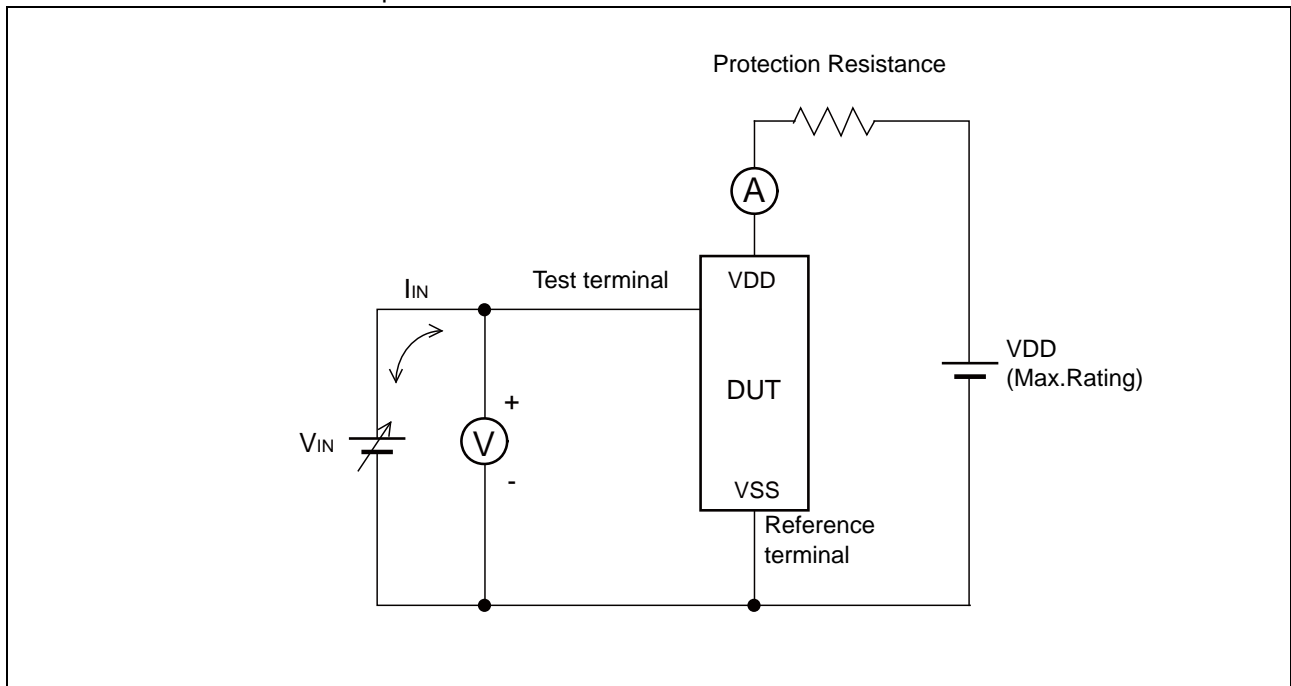 Protection Resistance
A
Test terminal
VDD
IIN
VDD
(Max.Rating)
DUT
+
VIN
V
-
VSS
Reference
terminal